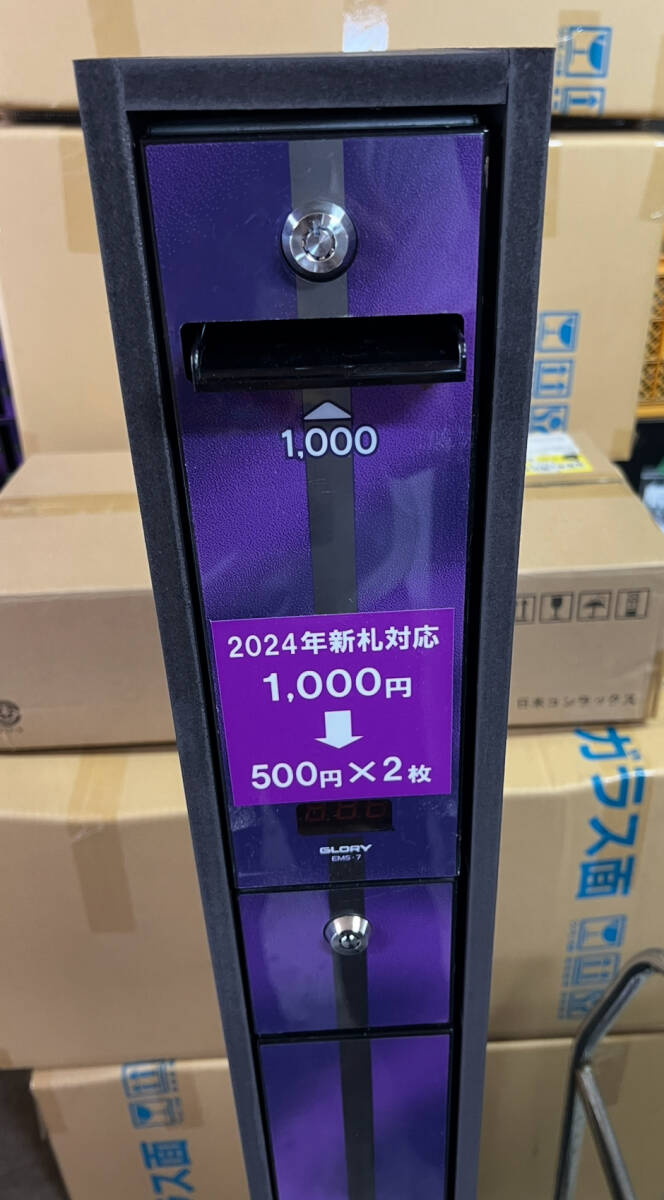 1,000
2024年新札対応
1,000円
500円×2枚
GLORY
EMS-7
日本コンラックス
ガラス面